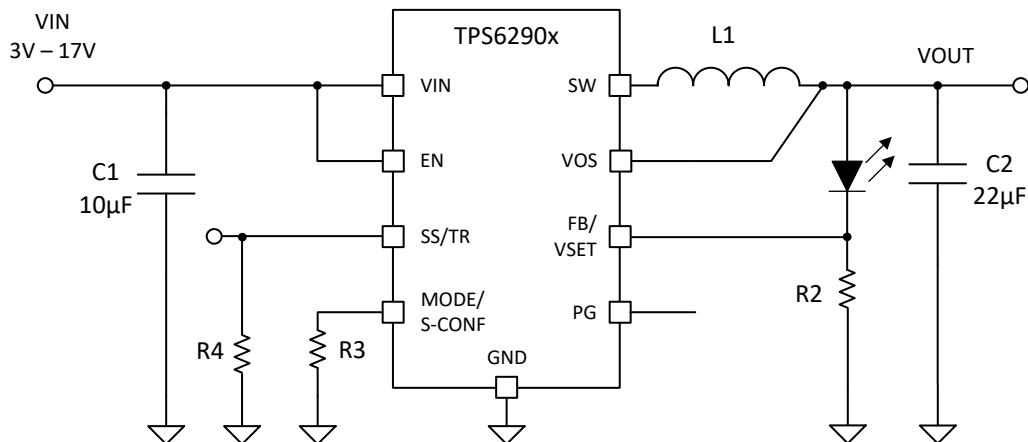 VIN
3V – 17V
TPS6290x
L1
VOUT
VIN
SW
EN
VOS
C1
10µF
C2
22µF
SS/TR
FB/
VSET
MODE/
S-CONF
PG
R2
R4
R3
GND